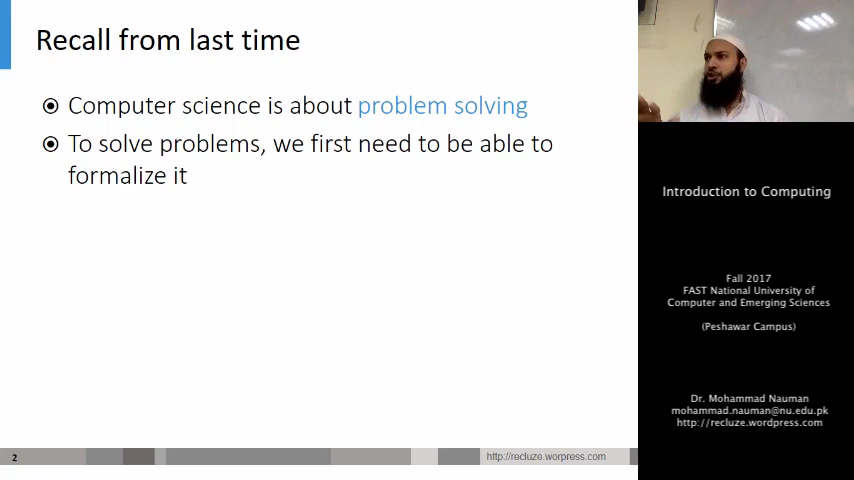 Recall from last time
Computer science is about problem solving
To solve problems, we first need to be able to
formalize it
2
http://recluze.worpress.com
Introduction to Computing
Fall 2017
FAST National University of
Computer and Emerging Sciences
(Peshawar Campus)
Dr. Mohammad Nauman
mohammad.nauman@nu.edu.pk
http://recluze.wordpress.com